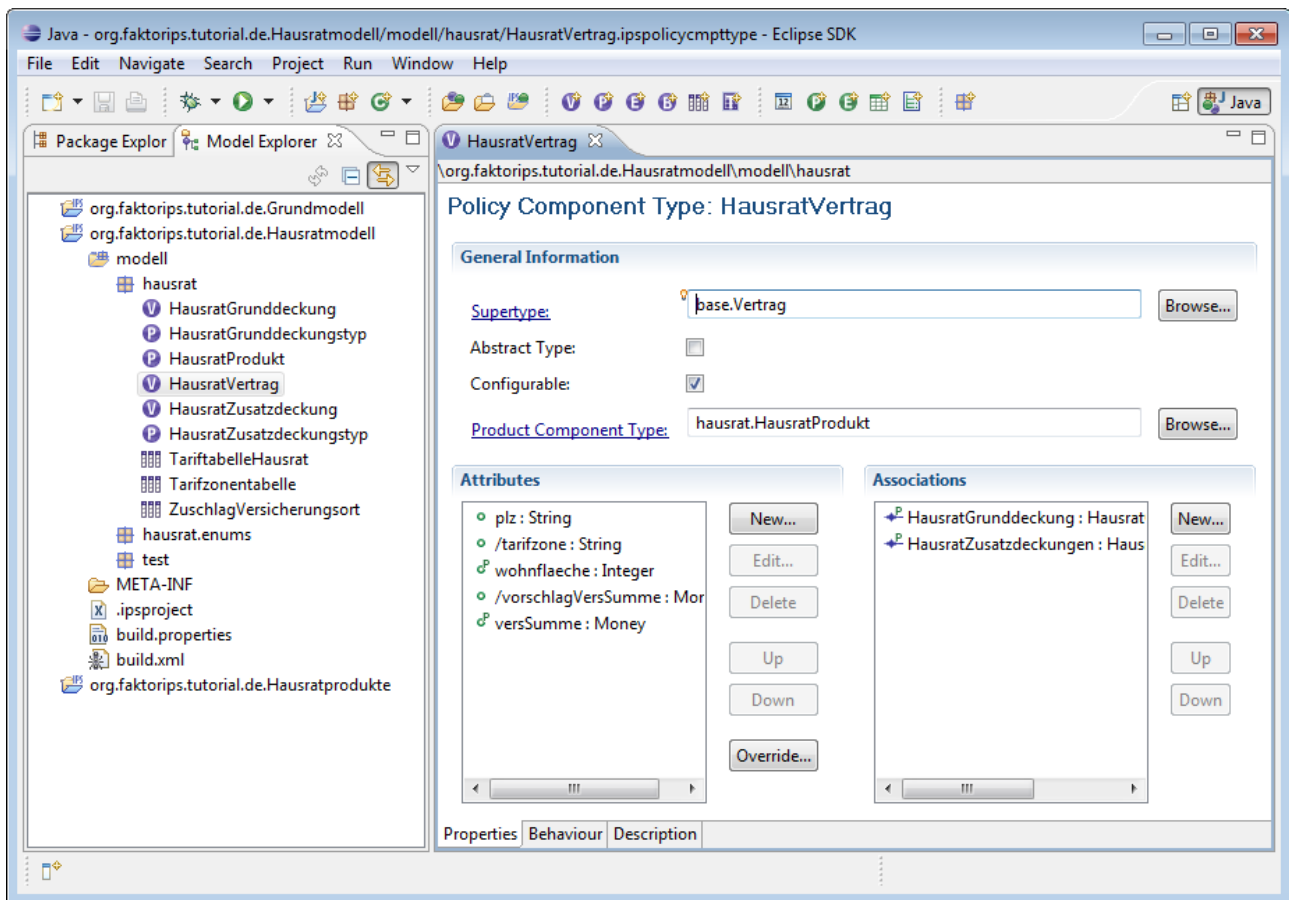 Java - org.faktorips.tutorial.de.Hausratmodell/modell/hausrat/HausratVertrag.ipspolicycmpttype - Eclipse SDK
File Edit Navigate Search Project Run Window Help
Java
Package Explor
Model Explorer
org.faktorips.tutorial.de.Grundmodell
org.faktorips.tutorial.de.Hausratmodell
modell
hausrat
HausratGrunddeckung
HausratGrunddeckungstyp
HausratProdukt
HausratVertrag
HausratZusatzdeckung
HausratZusatzdeckungstyp
TariftabelleHausrat
Tarifzonentabelle
ZuschlagVersicherungsort
hausrat.enums
test
META-INF
.ipsproject
build.properties
build.xml
org.faktorips.tutorial.de.Hausratprodukte
HausratVertrag
\org.faktorips.tutorial.de.Hausratmodell\modell\hausrat
Policy Component Type: HausratVertrag
General Information
Supertype: base.Vertrag Browse...
Abstract Type:
Configurable:
Product Component Type: hausrat.HausratProdukt Browse...
Attributes
plz : String
/tarifzone : String
wohnflaeche : Integer
/vorschlagVersSumme : Mor
versSumme : Money
New...
Edit...
Delete
Up
Down
Override...
Associations
HausratGrunddeckung : Hausrat
HausratZusatzdeckungen : Haus
New...
Edit...
Delete
Up
Down
Properties Behaviour Description